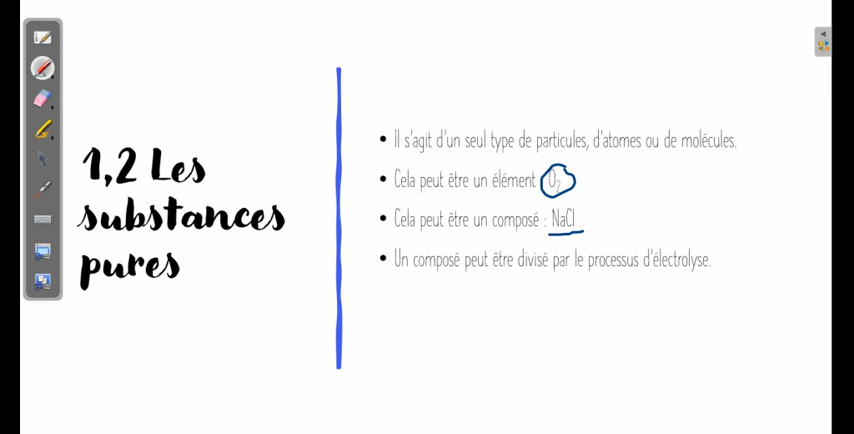 1,2 Les
substances
pures
• Il s'agit d'un seul type de particules, d'atomes ou de molécules.
• Cela peut être un élément O₂
• Cela peut être un composé : NaCl
• Un composé peut être divisé par le processus d'électrolyse.